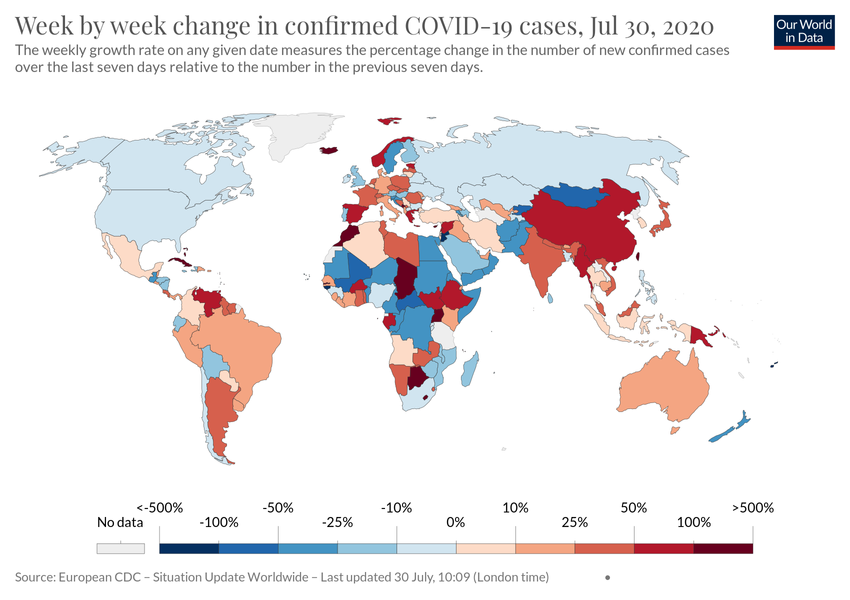 Week by week change in confirmed COVID-19 cases, Jul 30, 2020
Our World
in Data
The weekly growth rate on any given date measures the percentage change in the number of new confirmed cases
over the last seven days relative to the number in the previous seven days.
<-500% -50% -10% 10% 50% >500%
No data -100% -25% 0% 25% 100%
Source: European CDC – Situation Update Worldwide – Last updated 30 July, 10:09 (London time)